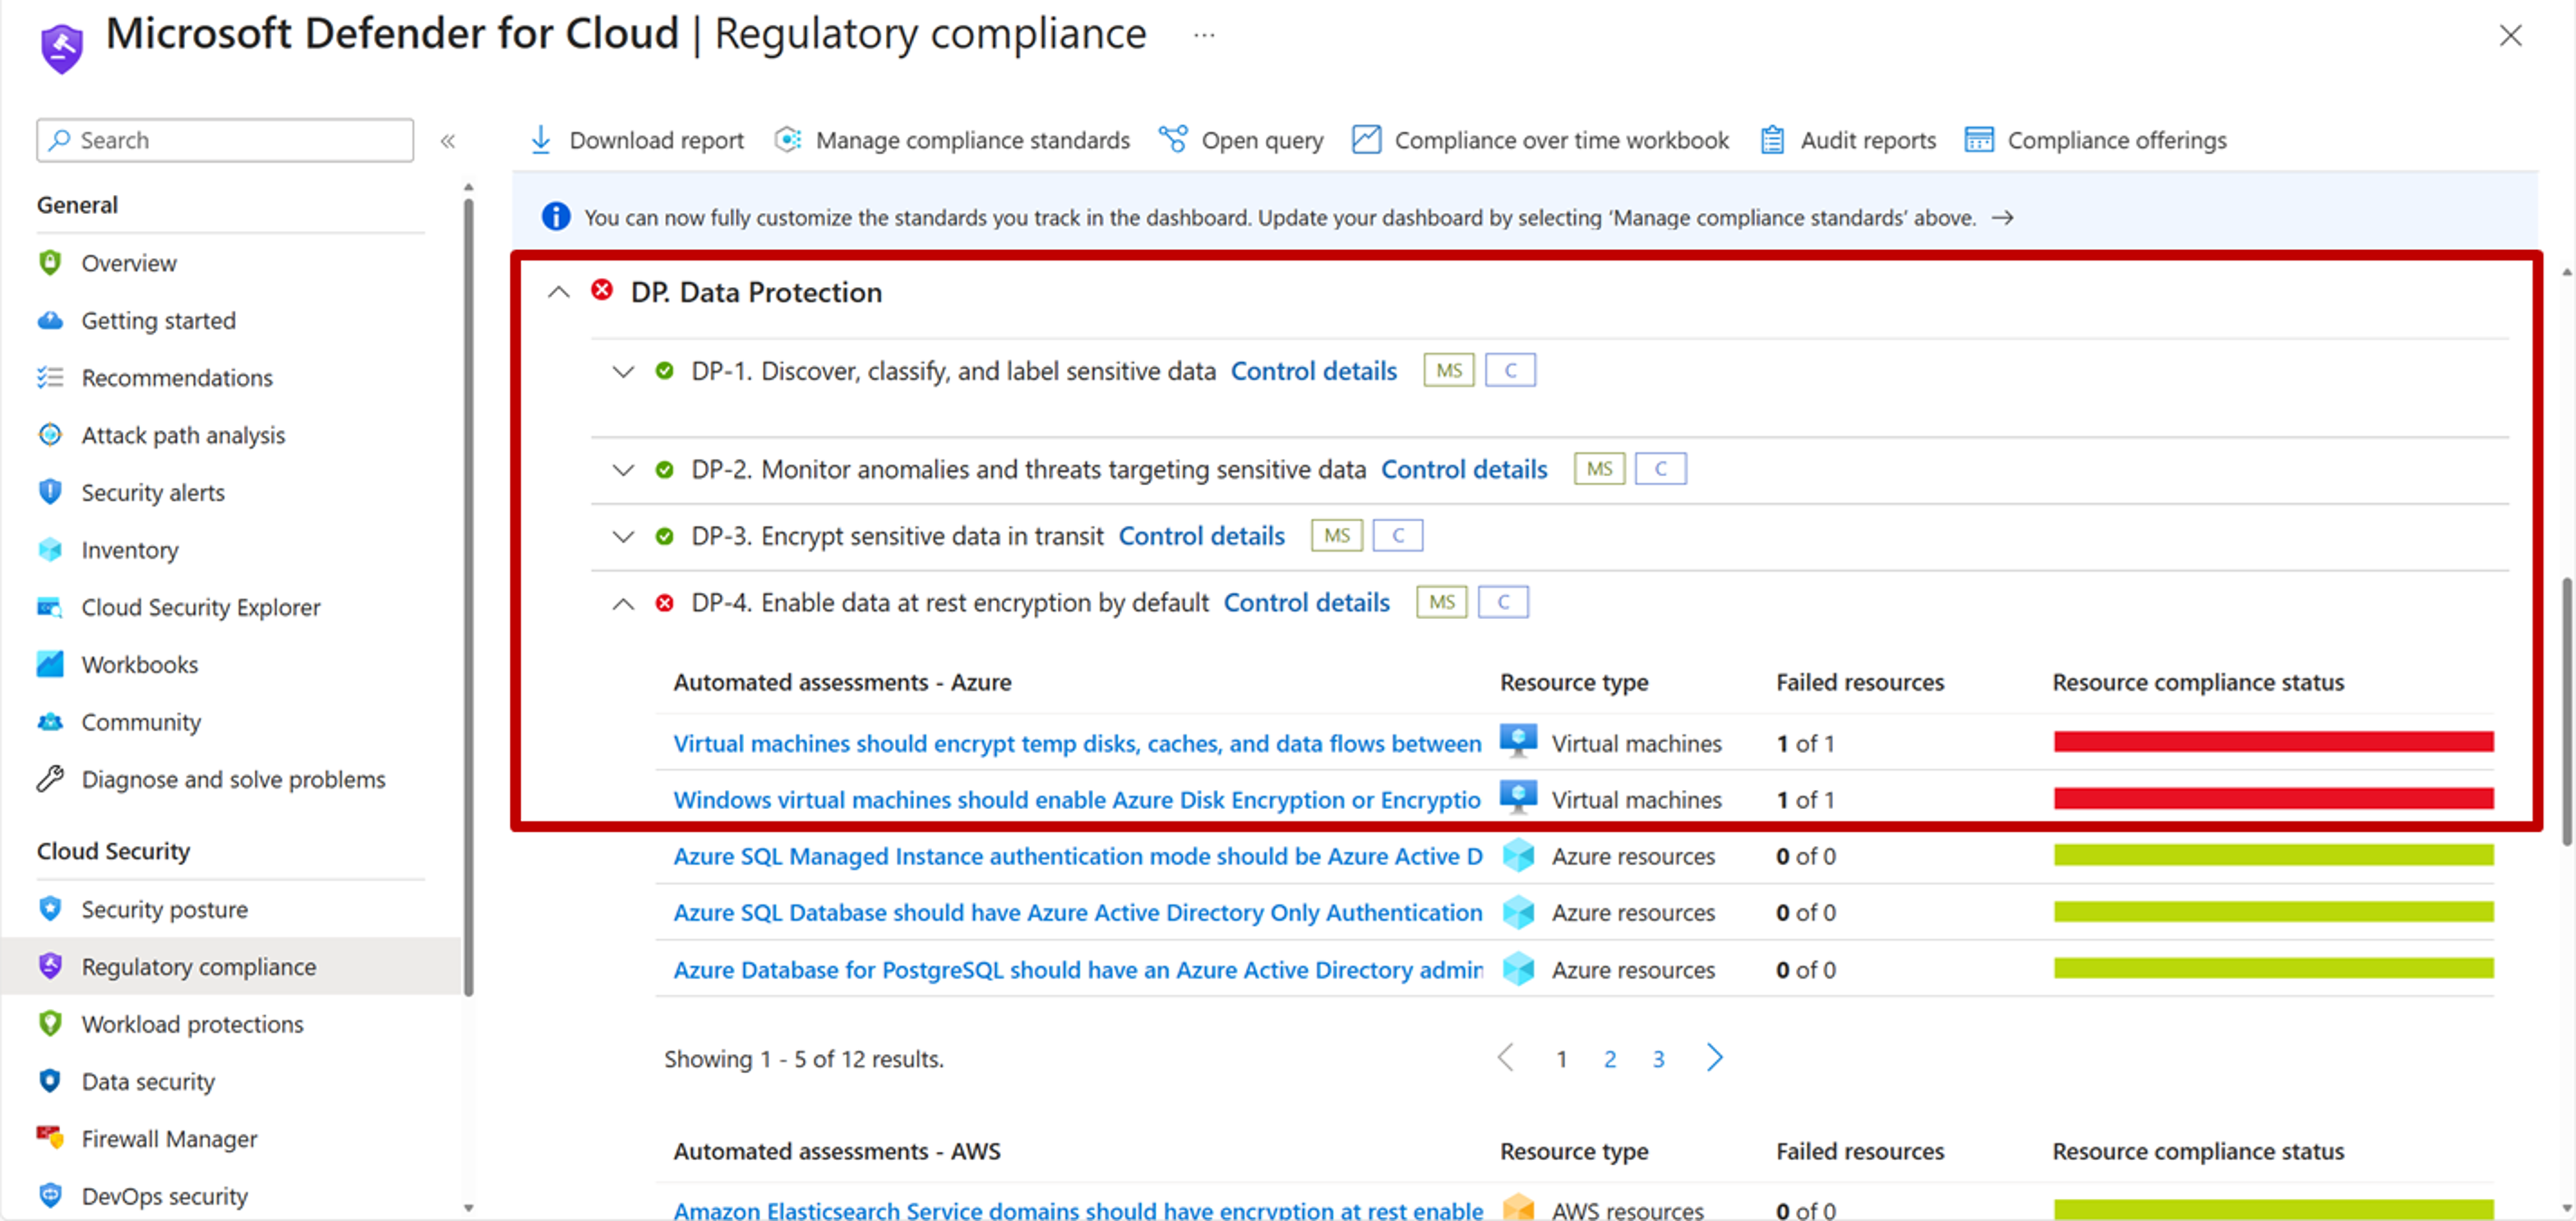 Microsoft Defender for Cloud | Regulatory compliance ...
Search «
General
Overview
Getting started
Recommendations
Attack path analysis
Security alerts
Inventory
Cloud Security Explorer
Workbooks
Community
Diagnose and solve problems
Cloud Security
Security posture
Regulatory compliance
Workload protections
Data security
Firewall Manager
DevOps security
Download report Manage compliance standards Open query Compliance over time workbook Audit reports Compliance offerings
You can now fully customize the standards you track in the dashboard. Update your dashboard by selecting ‘Manage compliance standards’ above. →
DP. Data Protection
DP-1. Discover, classify, and label sensitive data Control details MS C
DP-2. Monitor anomalies and threats targeting sensitive data Control details MS C
DP-3. Encrypt sensitive data in transit Control details MS C
DP-4. Enable data at rest encryption by default Control details MS C
Automated assessments - Azure Resource type Failed resources Resource compliance status
Virtual machines should encrypt temp disks, caches, and data flows between Virtual machines 1 of 1
Windows virtual machines should enable Azure Disk Encryption or Encryptio Virtual machines 1 of 1
Azure SQL Managed Instance authentication mode should be Azure Active D Azure resources 0 of 0
Azure SQL Database should have Azure Active Directory Only Authentication Azure resources 0 of 0
Azure Database for PostgreSQL should have an Azure Active Directory admin Azure resources 0 of 0
Showing 1 - 5 of 12 results. 1 2 3
Automated assessments - AWS Resource type Failed resources Resource compliance status
Amazon Elasticsearch Service domains should have encryption at rest enable AWS resources 0 of 0